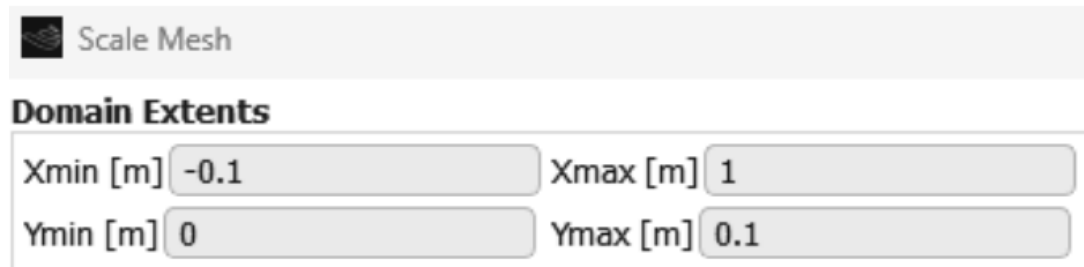 Scale Mesh
Domain Extents
Xmin [m] -0.1 Xmax [m] 1
Ymin [m] 0 Ymax [m] 0.1